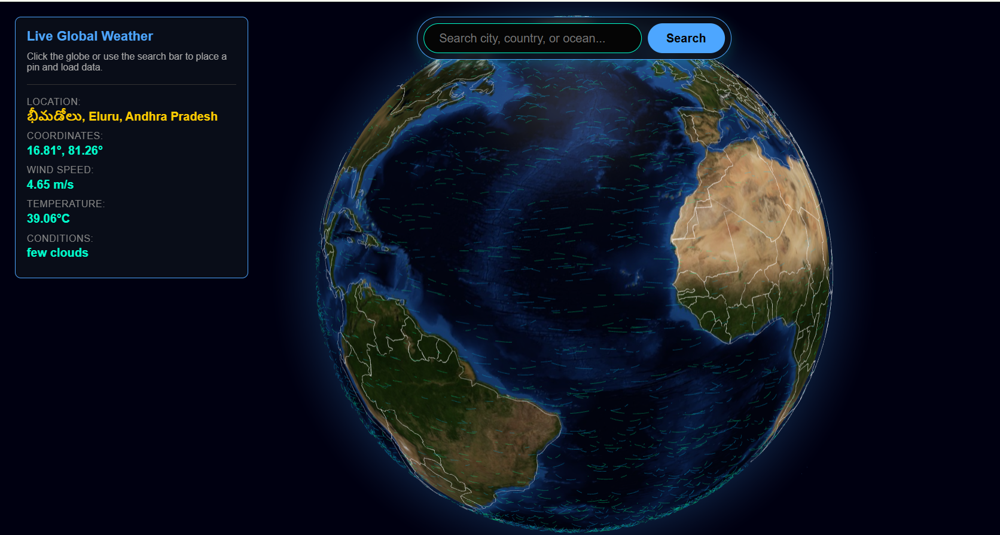 Live Global Weather
Click the globe or use the search bar to place a
pin and load data.
LOCATION:
భీమడోలు, Eluru, Andhra Pradesh
COORDINATES:
16.81°, 81.26°
WIND SPEED:
4.65 m/s
TEMPERATURE:
39.06°C
CONDITIONS:
few clouds
Search city, country, or ocean...
Search